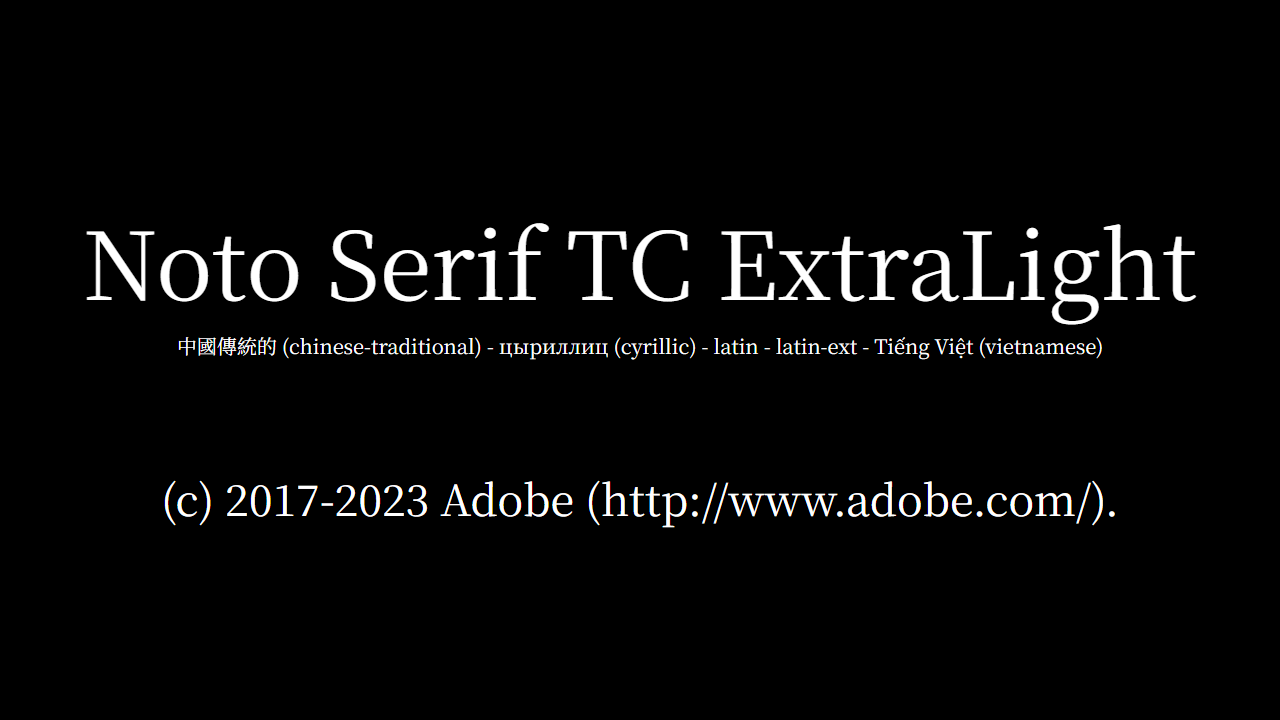 Noto Serif TC ExtraLight
中國傳統的 (chinese-traditional) - цыриллиц (cyrillic) - latin - latin-ext - Tiếng Việt (vietnamese)
(c) 2017-2023 Adobe (http://www.adobe.com/).